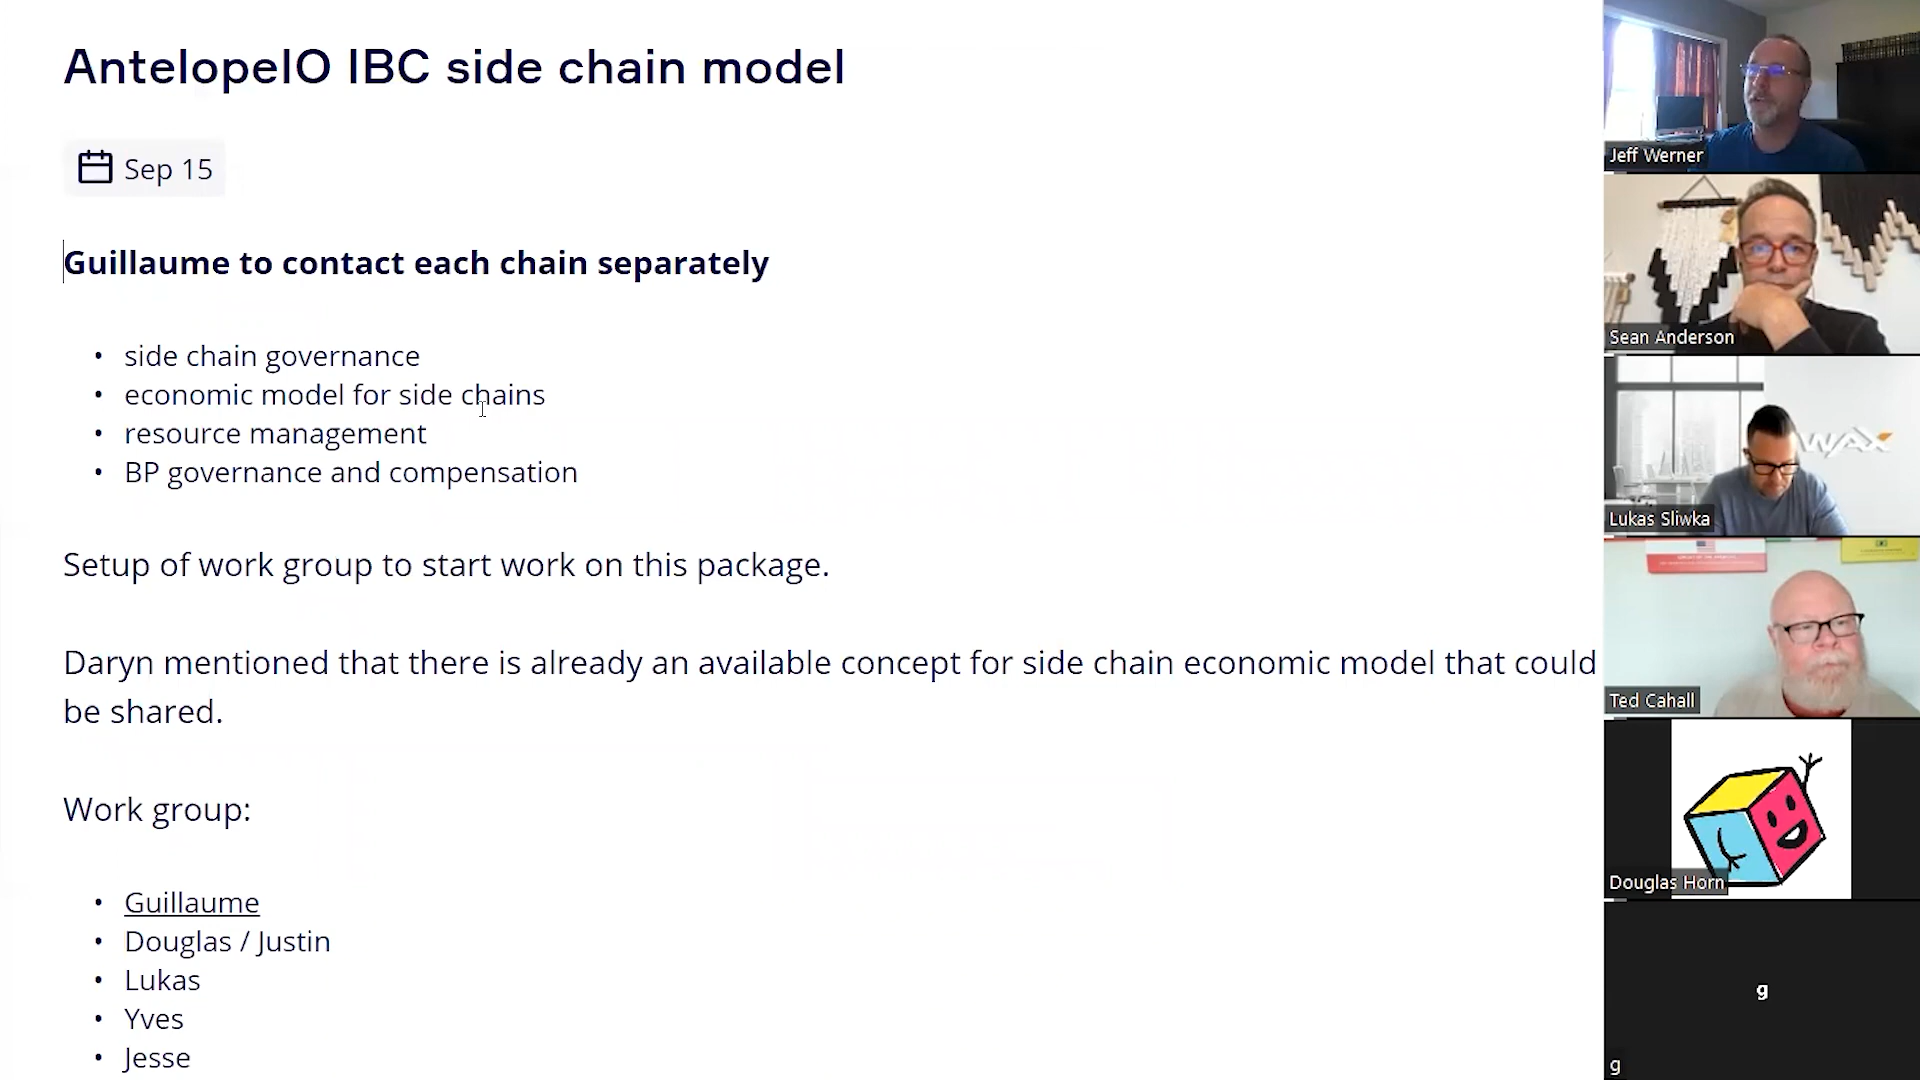 AntelopeIO IBC side chain model
Sep 15
Guillaume to contact each chain separately
• side chain governance
• economic model for side chains
• resource management
• BP governance and compensation
Setup of work group to start work on this package.
Daryn mentioned that there is already an available concept for side chain economic model that could
be shared.
Work group:
• Guillaume
• Douglas / Justin
• Lukas
• Yves
• Jesse
Jeff Werner
Sean Anderson
WAX
Lukas Sliwka
Ted Cahall
Douglas Horn
g
g